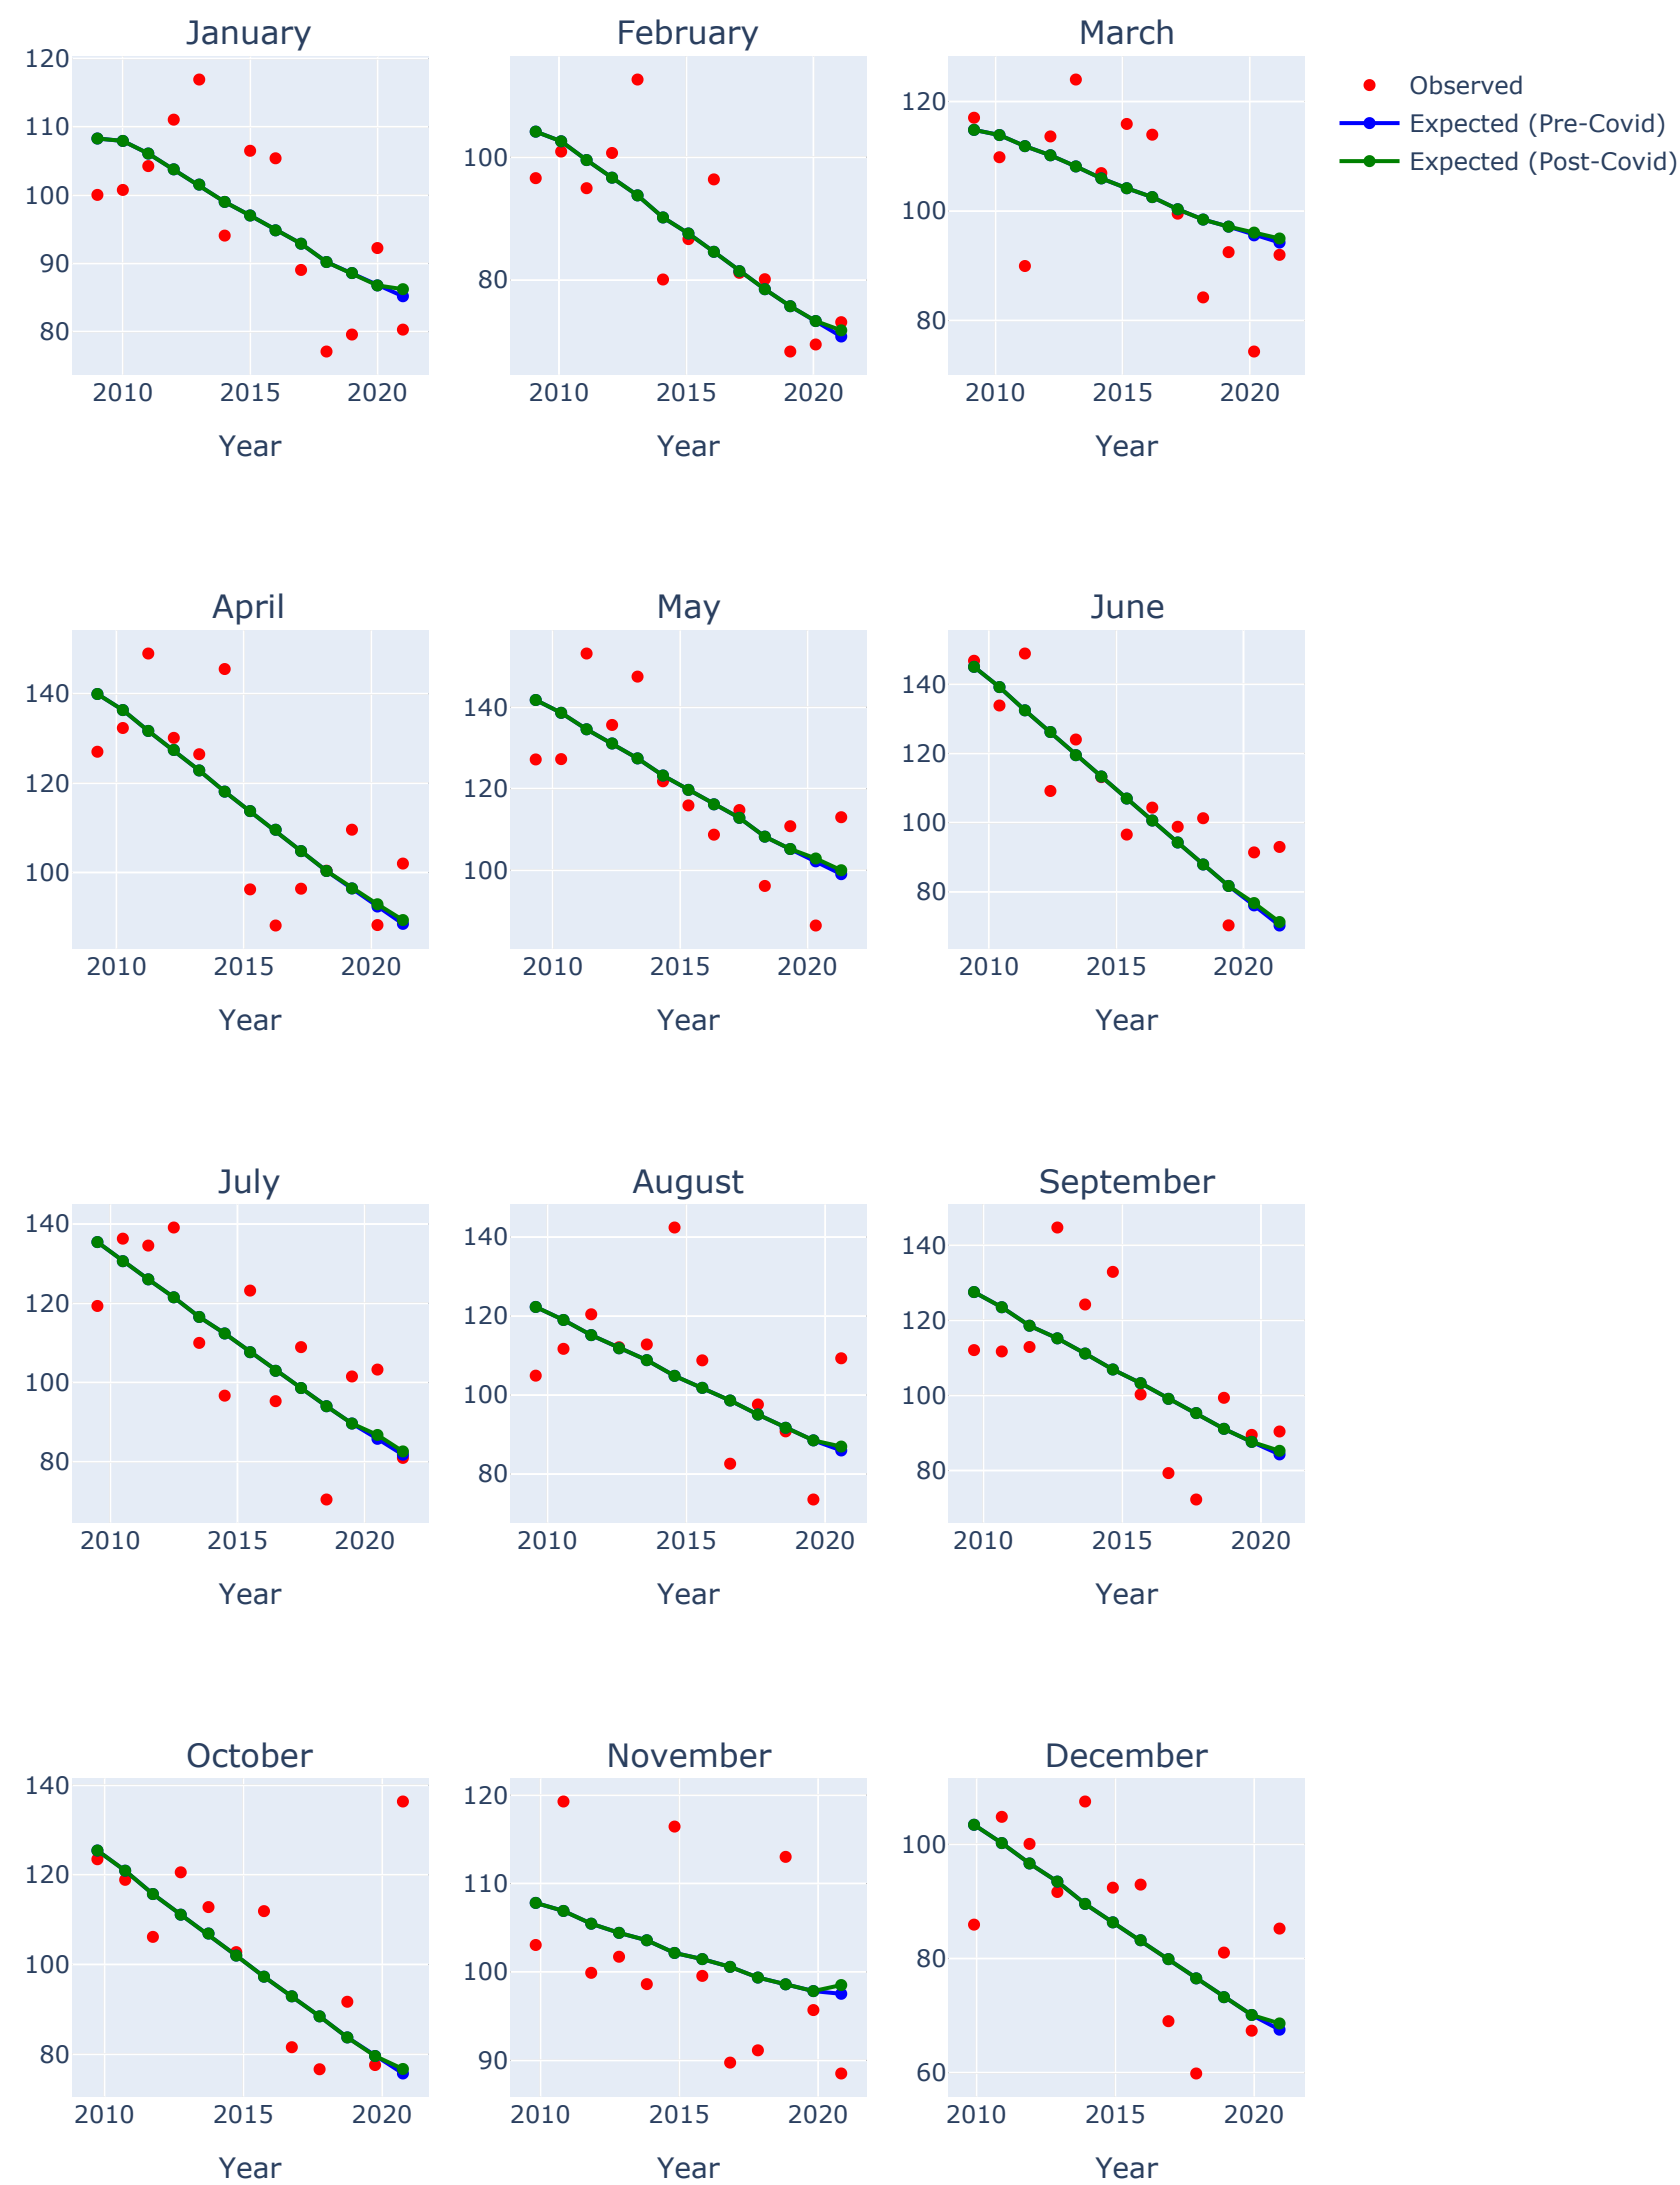 January February March
120
110
100
90
80
2010 2015 2020
Year
100
80
2010 2015 2020
Year
120
100
80
2010 2015 2020
Year
Observed
Expected (Pre-Covid)
Expected (Post-Covid)
April May June
140
120
100
2010 2015 2020
Year
140
120
100
2010 2015 2020
Year
140
120
100
80
2010 2015 2020
Year
July August September
140
120
100
80
2010 2015 2020
Year
140
120
100
80
2010 2015 2020
Year
140
120
100
80
2010 2015 2020
Year
October November December
140
120
100
80
2010 2015 2020
Year
120
110
100
90
2010 2015 2020
Year
100
80
60
2010 2015 2020
Year